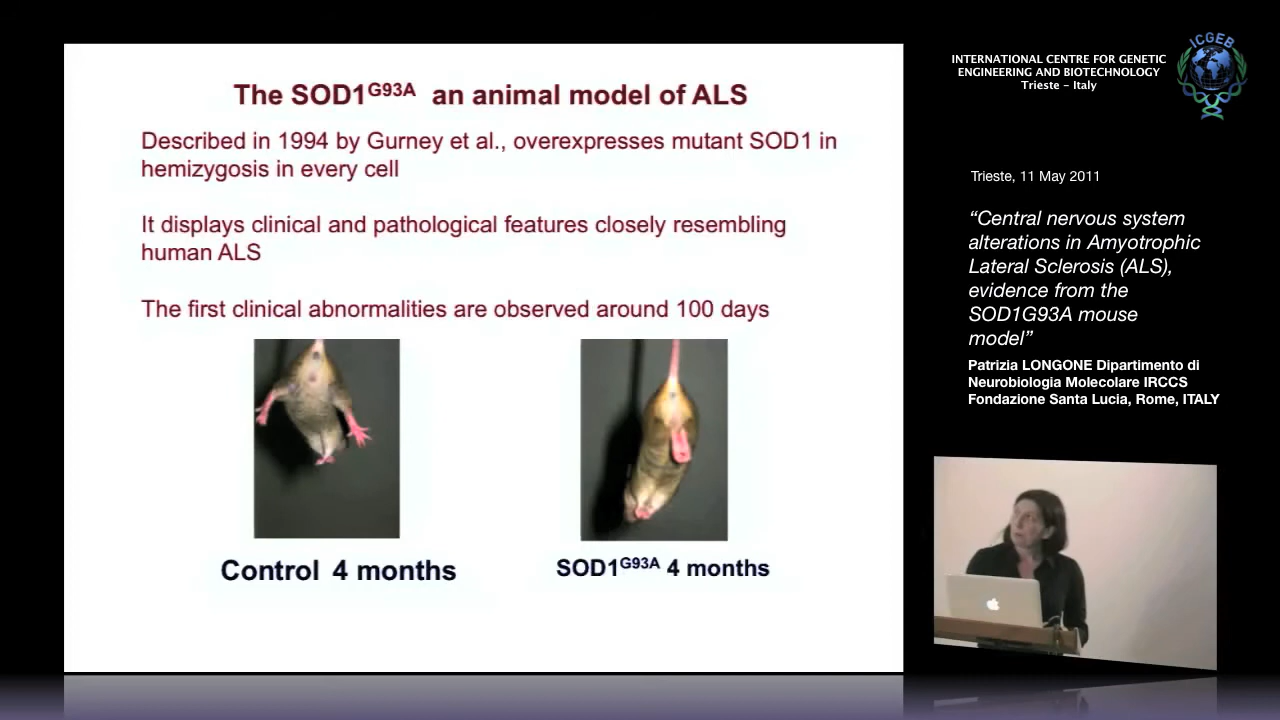 The SOD1G93A an animal model of ALS
Described in 1994 by Gurney et al., overexpresses mutant SOD1 in
hemizygosis in every cell
It displays clinical and pathological features closely resembling
human ALS
The first clinical abnormalities are observed around 100 days
Control 4 months
SOD1G93A 4 months
INTERNATIONAL CENTRE FOR GENETIC
ENGINEERING AND BIOTECHNOLOGY
Trieste - Italy
ICGEB
Trieste, 11 May 2011
“Central nervous system
alterations in Amyotrophic
Lateral Sclerosis (ALS),
evidence from the
SOD1G93A mouse
model”
Patrizia LONGONE Dipartimento di
Neurobiologia Molecolare IRCCS
Fondazione Santa Lucia, Rome, ITALY